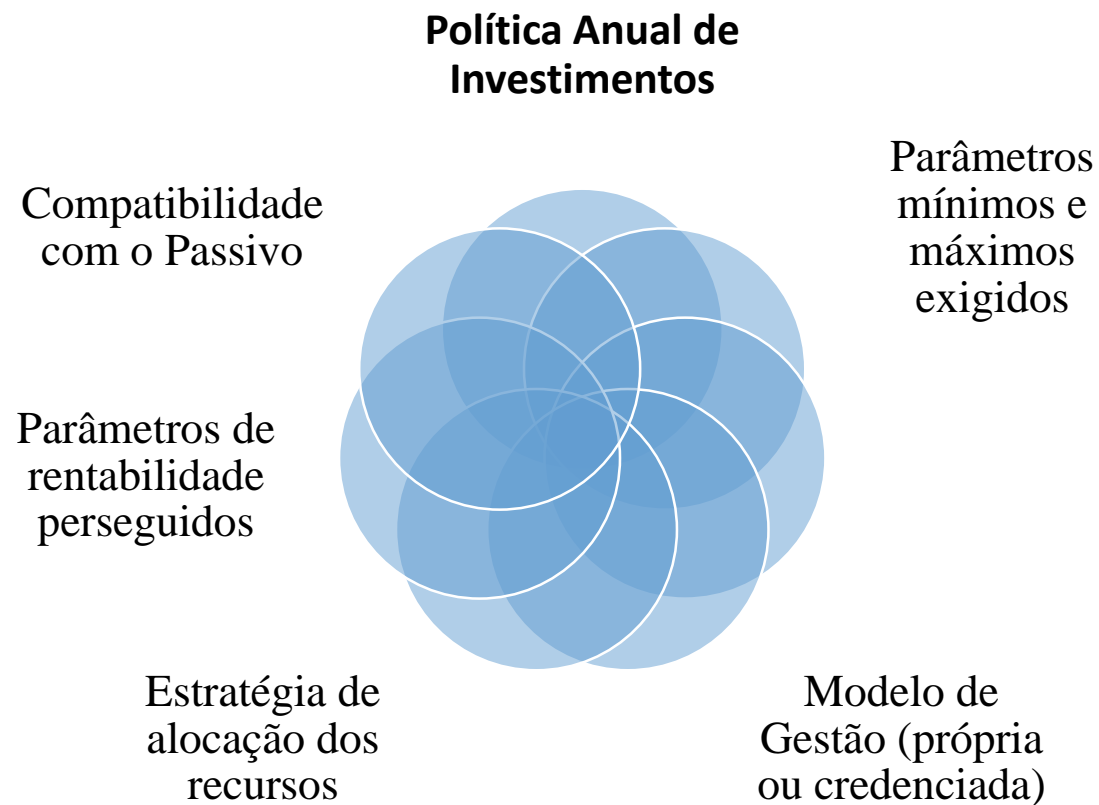 Política Anual de
Investimentos
Parâmetros
mínimos e
máximos
exigidos
Modelo de
Gestão (própria
ou credenciada)
Estratégia de
alocação dos
recursos
Parâmetros de
rentabilidade
perseguidos
Compatibilidade
com o Passivo